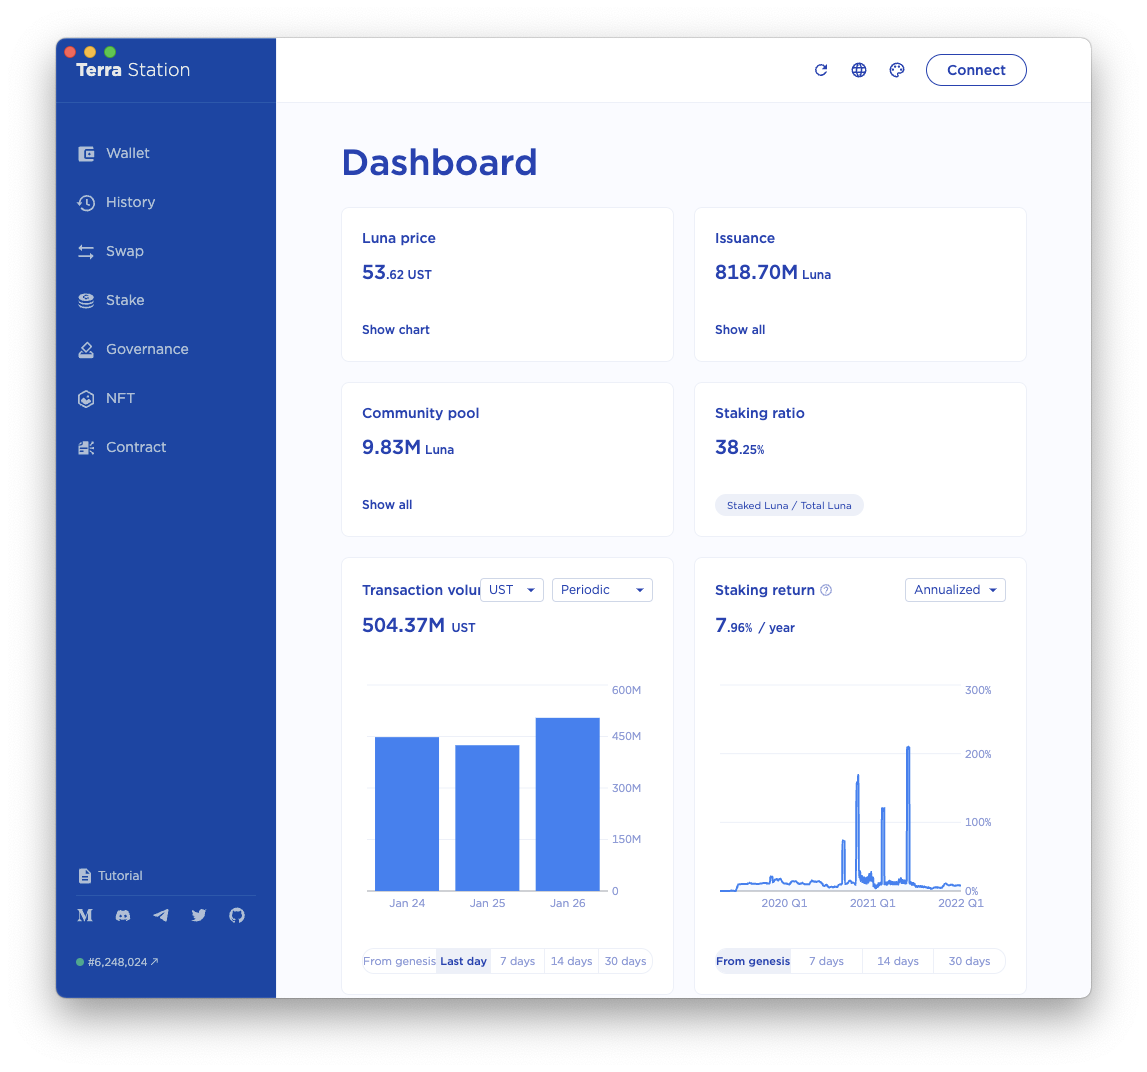 Terra Station
Connect
Wallet
History
Swap
Stake
Governance
NFT
Contract
Tutorial
#6,248,024
Dashboard
Luna price
53.62 UST
Show chart
Issuance
818.70M Luna
Show all
Community pool
9.83M Luna
Show all
Staking ratio
38.25%
Staked Luna / Total Luna
Transaction volu
UST
Periodic
504.37M UST
600M
450M
300M
150M
0
Jan 24
Jan 25
Jan 26
From genesis
Last day
7 days
14 days
30 days
Staking return
Annualized
7.96% / year
300%
200%
100%
0%
2020 Q1
2021 Q1
2022 Q1
From genesis
7 days
14 days
30 days